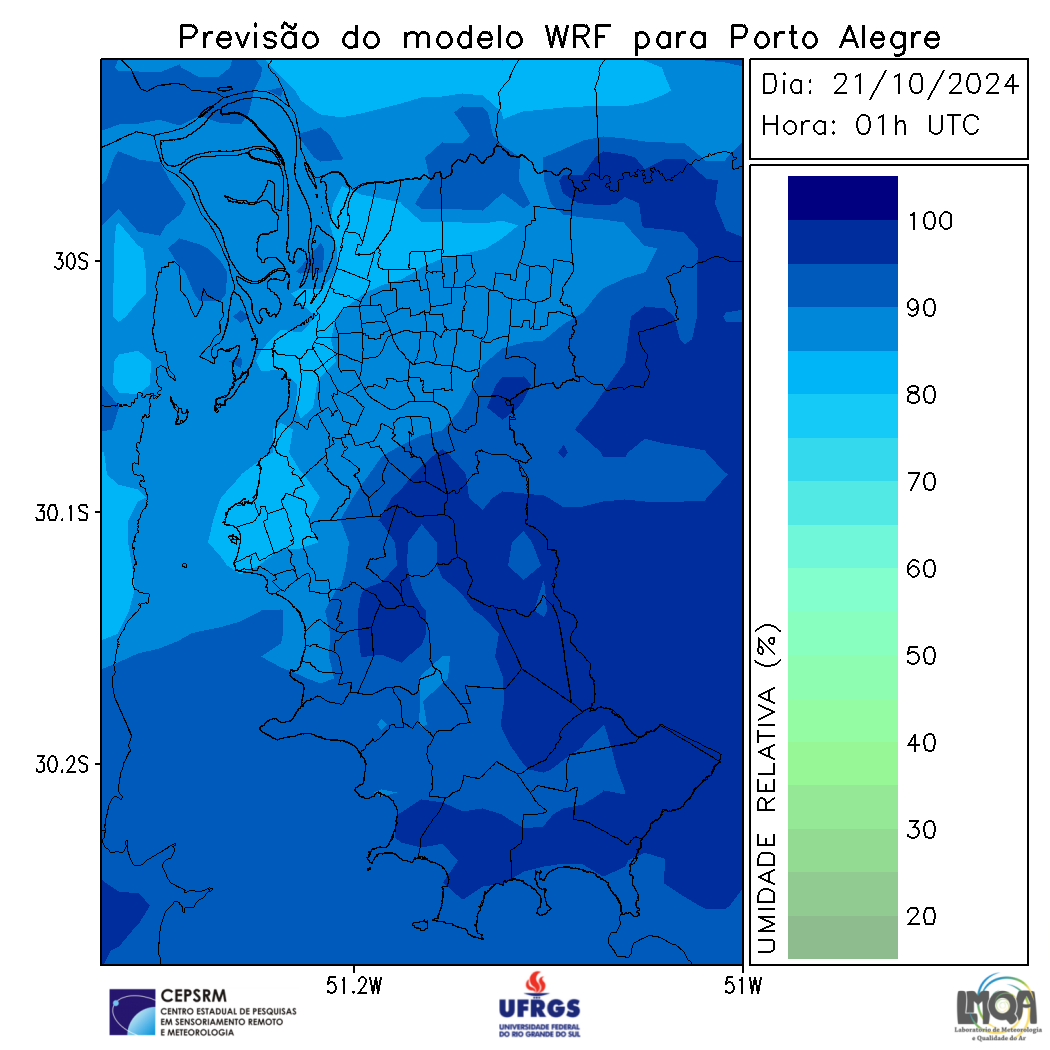 Previsão do modelo WRF para Porto Alegre
Dia: 21/10/2024
Hora: 01h UTC
30S
30.1S
30.2S
51.2W
51W
UMIDADE RELATIVA (%)
100
90
80
70
60
50
40
30
20
CEPSRM
CENTRO ESTADUAL DE PESQUISAS
EM SENSORIAMENTO REMOTO
E METEOROLOGIA
UFRGS
UNIVERSIDADE FEDERAL
DO RIO GRANDE DO SUL
LMQA
Laboratório de Meteorologia
e Qualidade do Ar